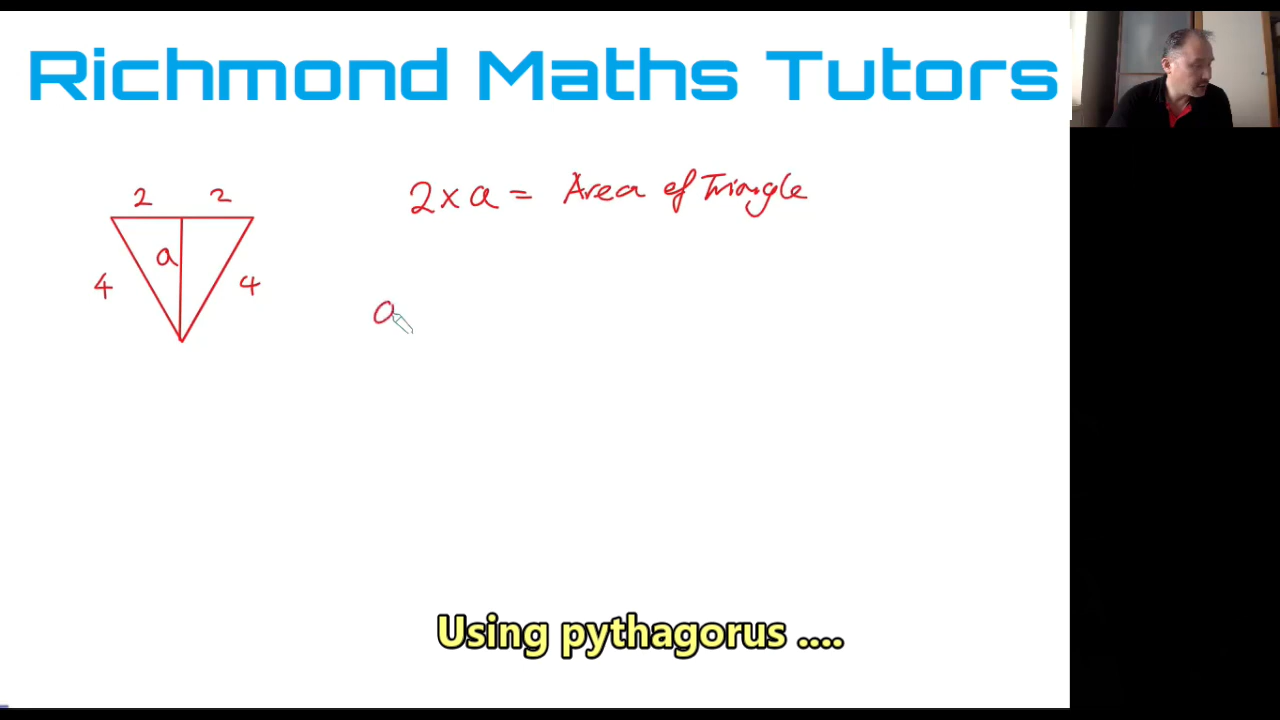 Richmond Maths Tutors
2 2
2 x a = Area of Triangle
a
4 4
a
Using pythagorus ....